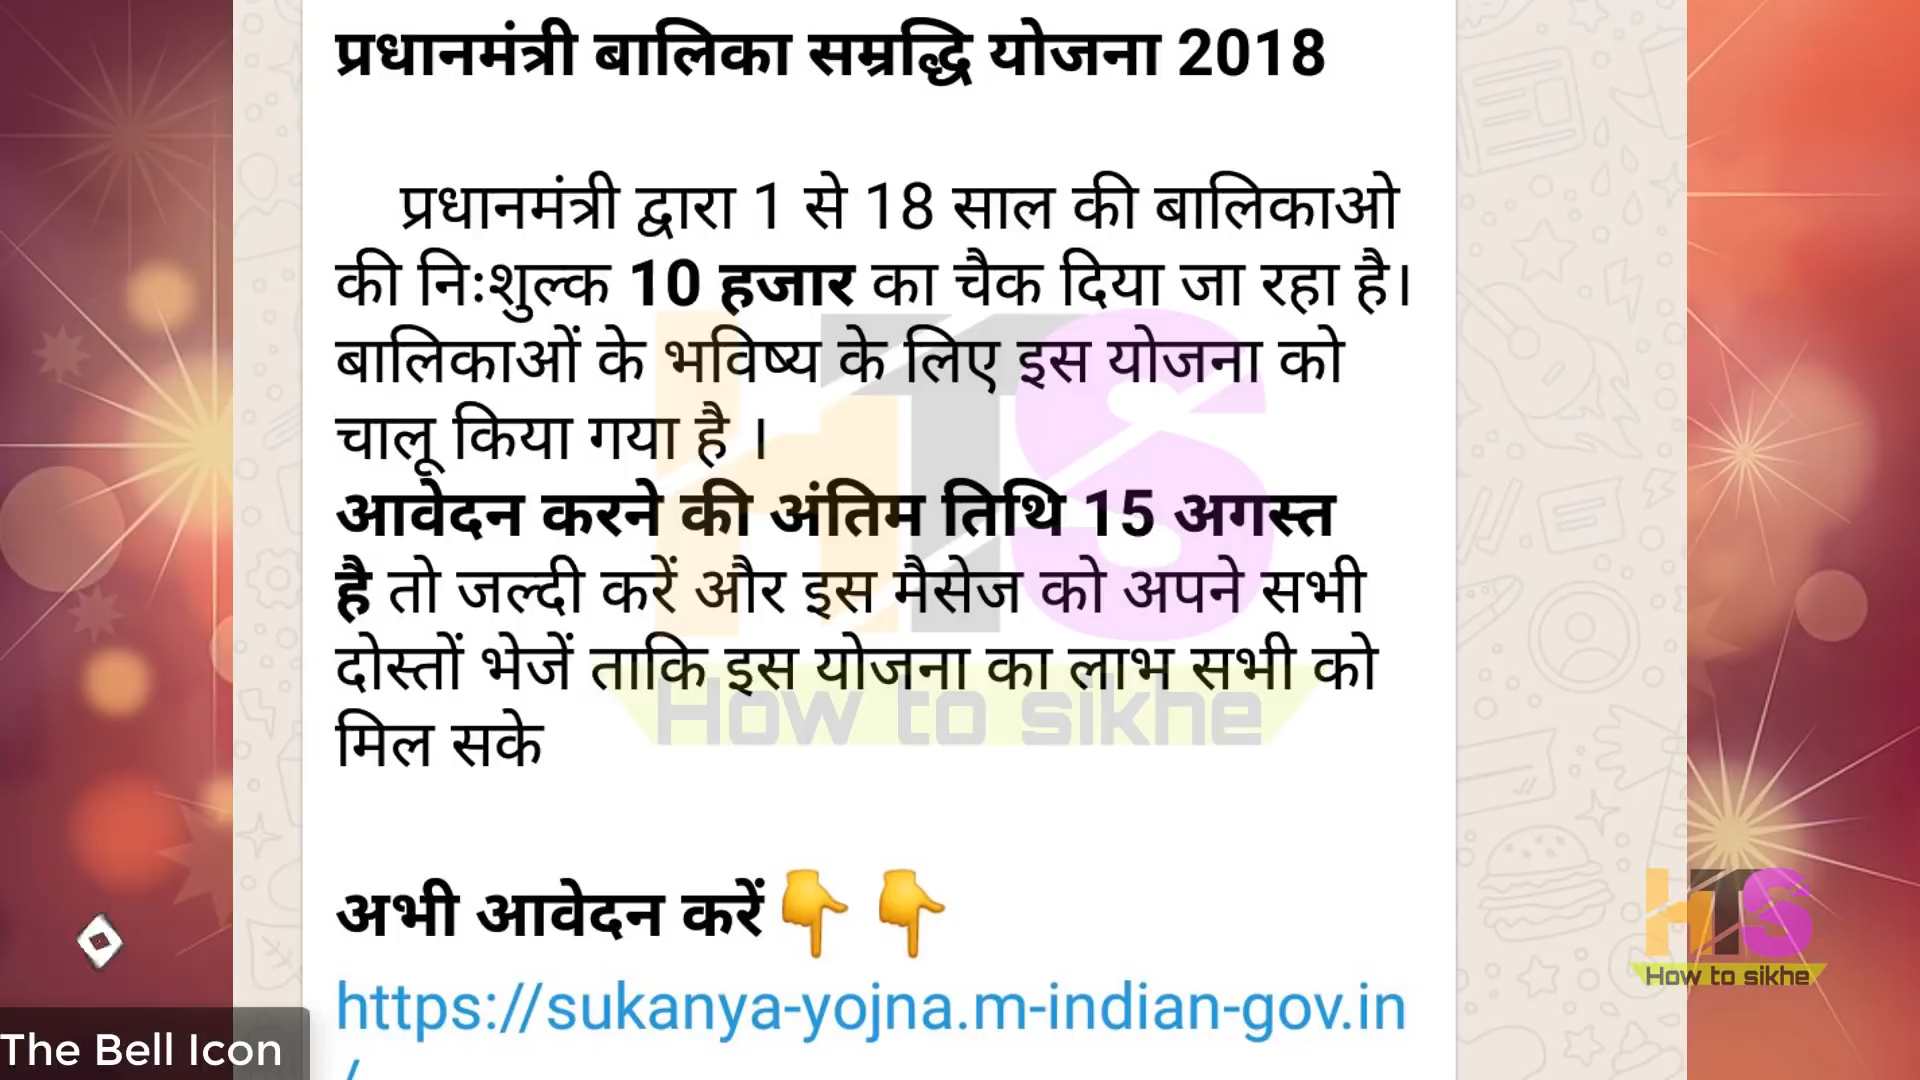 प्रधानमंत्री बालिका सम्रद्धि योजना 2018
प्रधानमंत्री द्वारा 1 से 18 साल की बालिकाओ
की निःशुल्क 10 हजार का चैक दिया जा रहा है।
बालिकाओं के भविष्य के लिए इस योजना को
चालू किया गया है ।
आवेदन करने की अंतिम तिथि 15 अगस्त
है तो जल्दी करें और इस मैसेज को अपने सभी
दोस्तों भेजें ताकि इस योजना का लाभ सभी को
मिल सके
अभी आवेदन करें👇 👇
https://sukanya-yojna.m-indian-gov.in
/
HTS
How to sikhe
HTS
How to sikhe
The Bell Icon